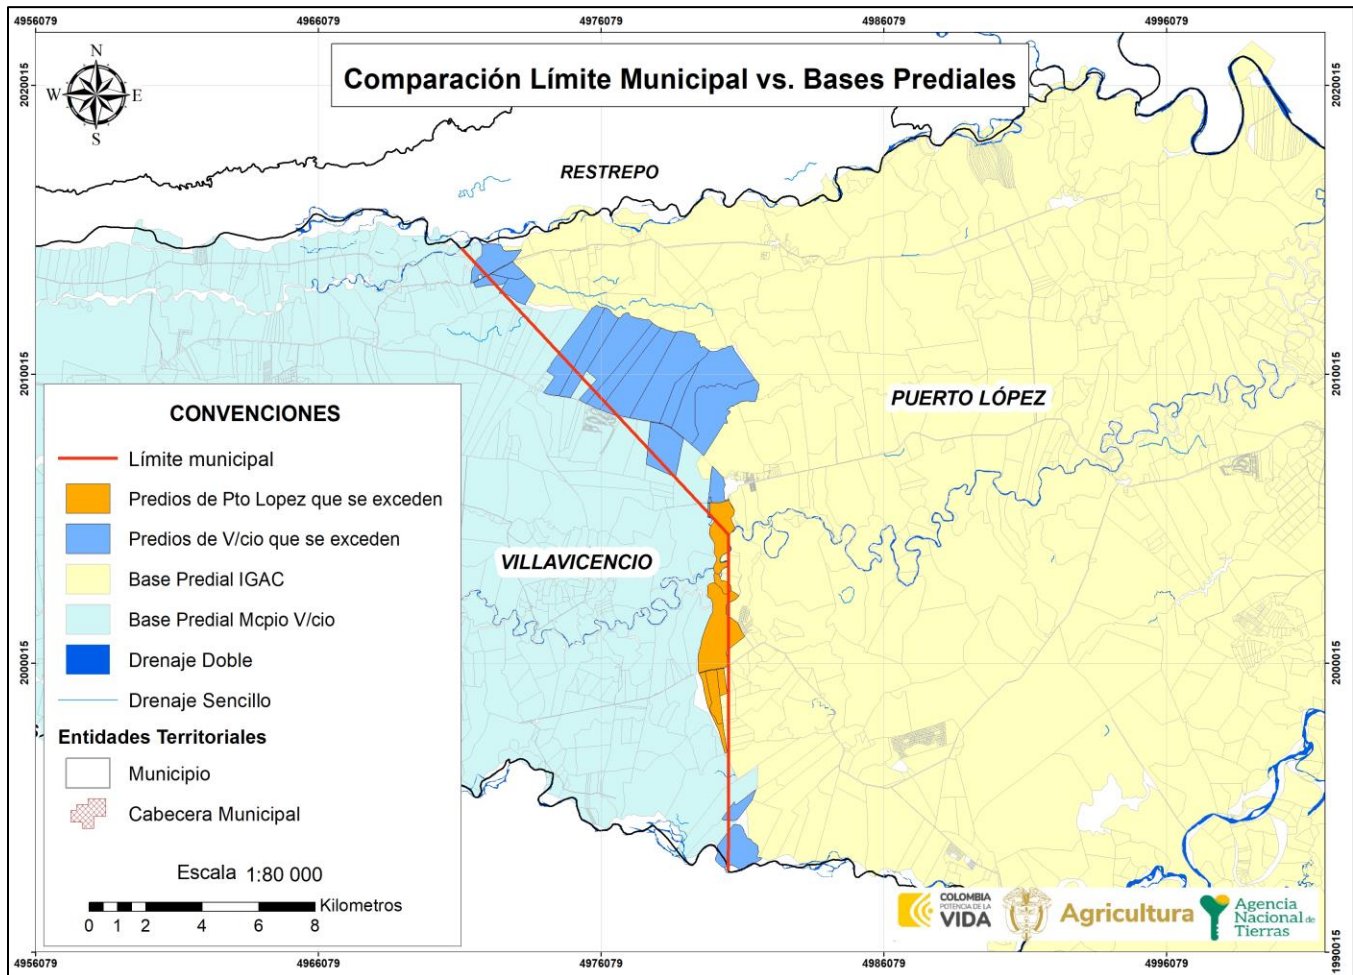 4956079 4966079 4976079 4986079 4996079
2020015
2020015
N
W E
S
Comparación Límite Municipal vs. Bases Prediales
RESTREPO
2010015
2010015
PUERTO LÓPEZ
VILLAVICENCIO
2000015
2000015
CONVENCIONES
Límite municipal
Predios de Pto Lopez que se exceden
Predios de V/cio que se exceden
Base Predial IGAC
Base Predial Mcpio V/cio
Drenaje Doble
Drenaje Sencillo
Entidades Territoriales
Municipio
Cabecera Municipal
Escala 1:80 000
Kilometros
0 1 2 4 6 8
COLOMBIA
POTENCIA DE LA
VIDA
Agricultura
Agencia
Nacional de
Tierras
1990015
4956079 4966079 4976079 4986079 4996079